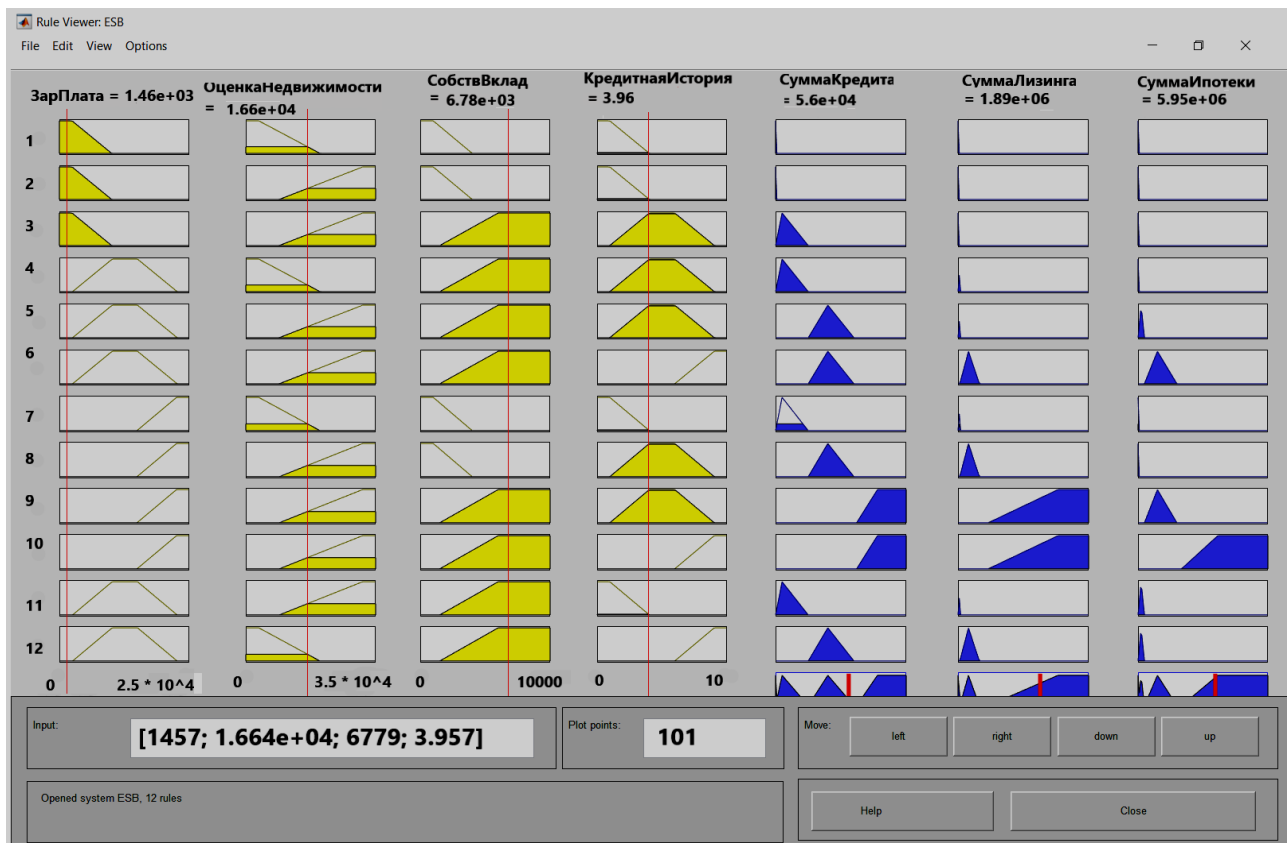 Rule Viewer: ESB
File Edit View Options
ЗарПлата = 1.46e+03
ОценкаНедвижимости
= 1.66e+04
СобствВклад
= 6.78e+03
КредитнаяИстория
= 3.96
СуммаКредита
= 5.6e+04
СуммаЛизинга
= 1.89e+06
СуммаИпотеки
= 5.95e+06
1
2
3
4
5
6
7
8
9
10
11
12
0 2.5 * 10^4 0 3.5 * 10^4 0 10000 0 10
Input:
[1457; 1.664e+04; 6779; 3.957]
Plot points:
101
Move:
left right down up
Opened system ESB, 12 rules
Help Close